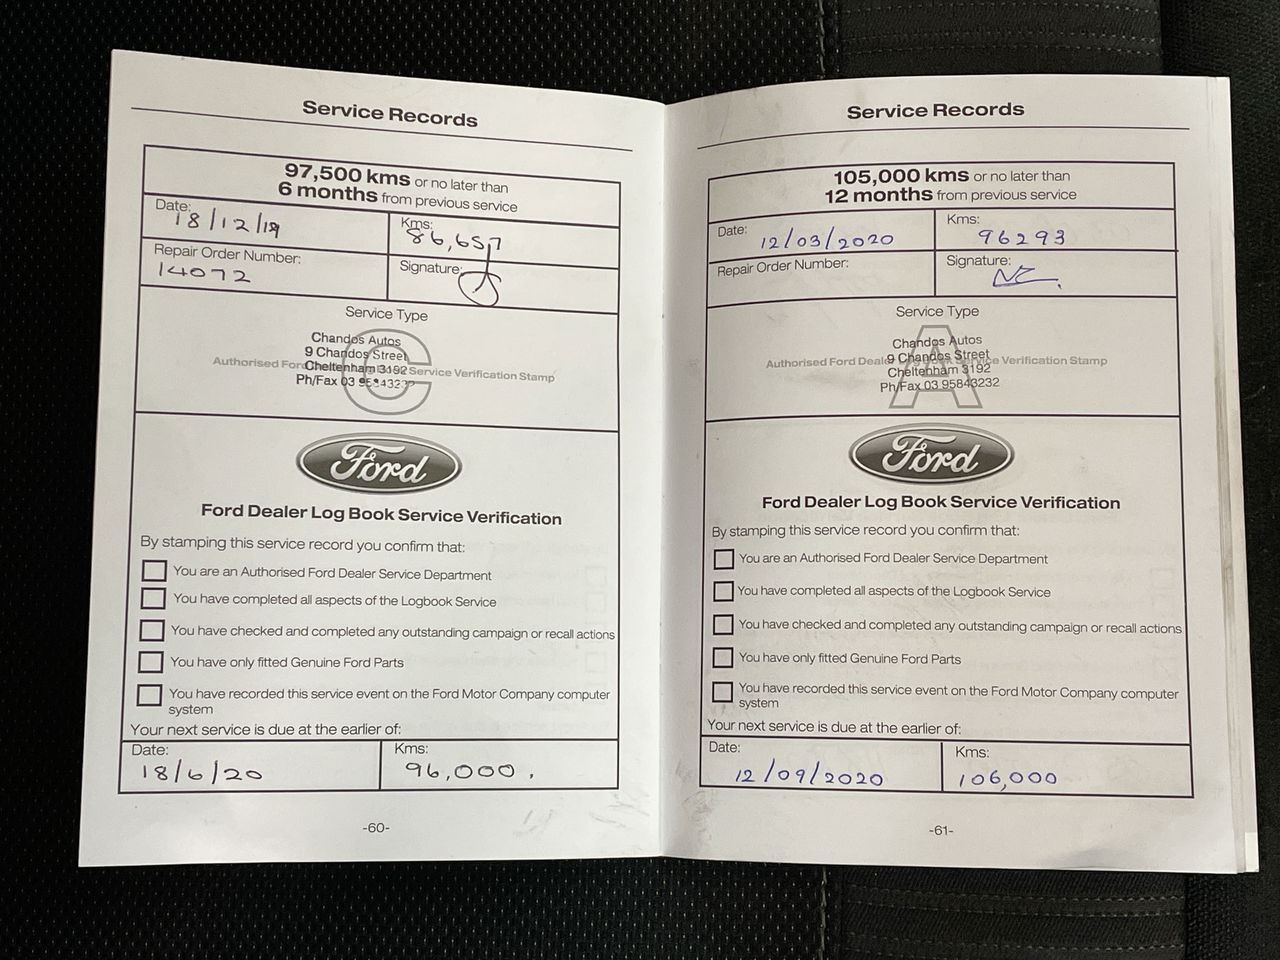 Service Records
97,500 kms or no later than
6 months from previous service
Date: 18/12/19
Kms: 86,657
Repair Order Number: 14072
Signature:
Service Type
C
Chandos Autos
9 Chandos Street
Authorised Ford Service Verification Stamp
Cheltenham 3192
Ph/Fax 03 95843232
Ford
Ford Dealer Log Book Service Verification
By stamping this service record you confirm that:
You are an Authorised Ford Dealer Service Department
You have completed all aspects of the Logbook Service
You have checked and completed any outstanding campaign or recall actions
You have only fitted Genuine Ford Parts
You have recorded this service event on the Ford Motor Company computer
system
Your next service is due at the earlier of:
Date: 18/6/20
Kms: 96,000.
-60-
Service Records
105,000 kms or no later than
12 months from previous service
Date: 12/03/2020
Kms: 96293
Repair Order Number:
Signature:
Service Type
A
Chandos Autos
9 Chandos Street
Authorised Ford Deal Service Verification Stamp
Cheltenham 3192
Ph/Fax 03 95843232
Ford
Ford Dealer Log Book Service Verification
By stamping this service record you confirm that:
You are an Authorised Ford Dealer Service Department
You have completed all aspects of the Logbook Service
You have checked and completed any outstanding campaign or recall actions
You have only fitted Genuine Ford Parts
You have recorded this service event on the Ford Motor Company computer
system
Your next service is due at the earlier of:
Date: 12/09/2020
Kms: 106,000
-61-